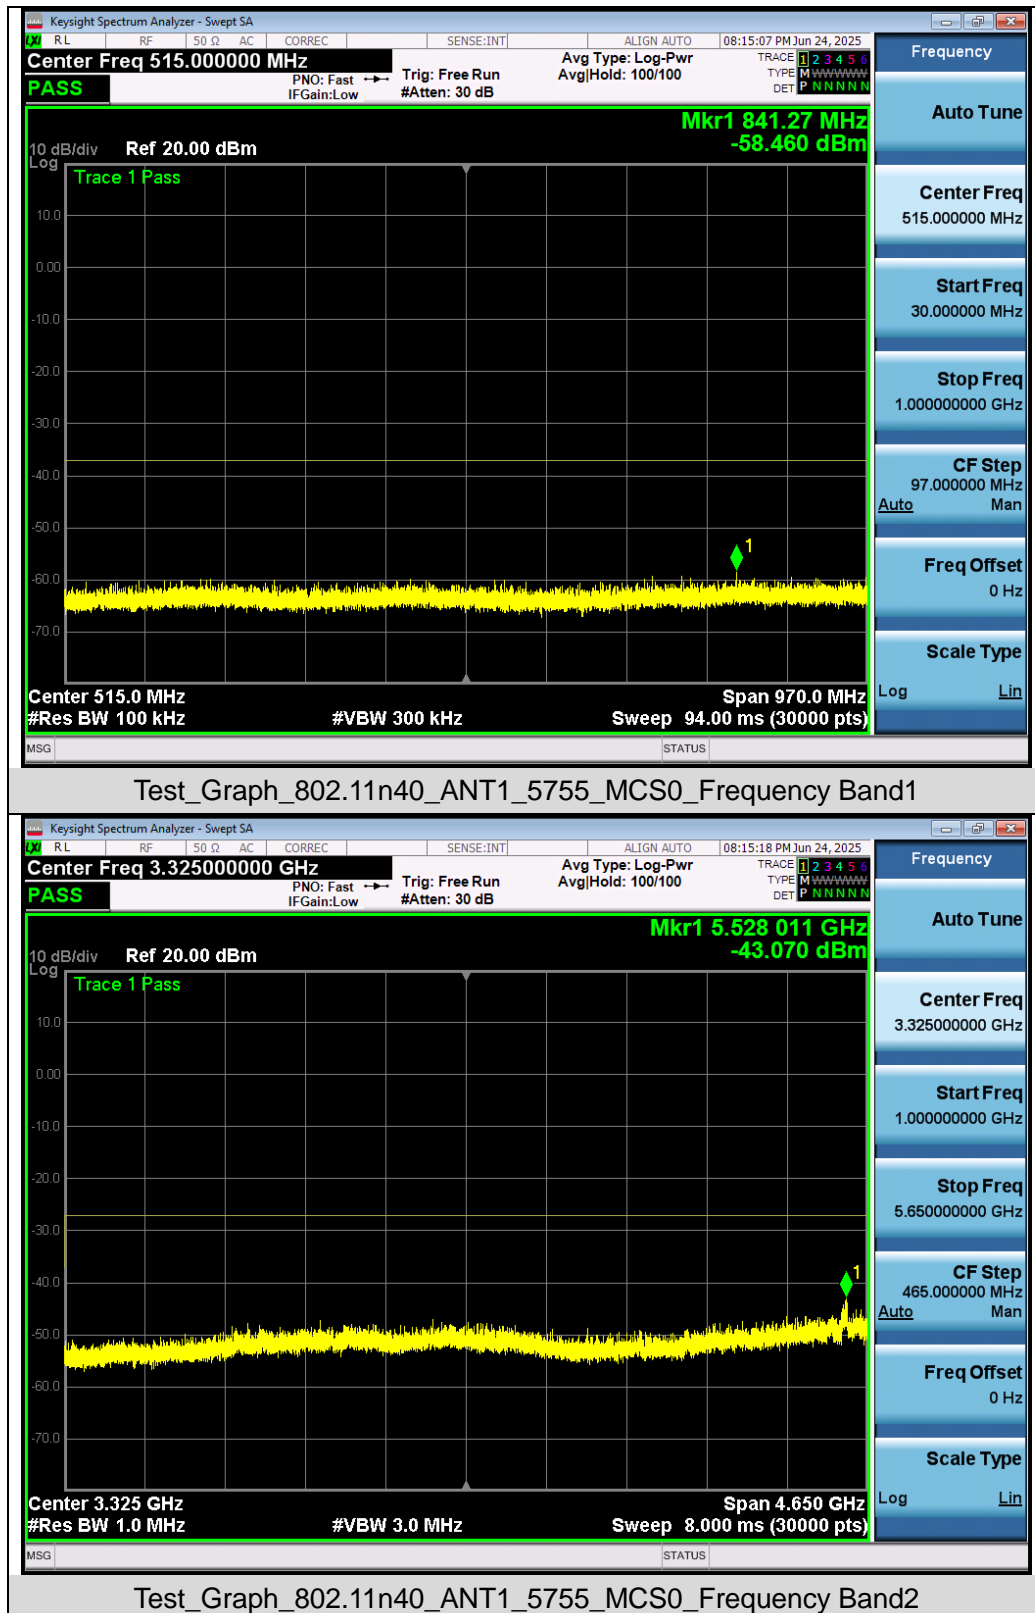 Keysight Spectrum Analyzer - Swept SA
LXI RL RF 50 Ω AC CORREC SENSE:INT ALIGN AUTO 08:15:07 PM Jun 24, 2025
Center Freq 515.000000 MHz
PASS
PNO: Fast
IFGain:Low
Trig: Free Run
#Atten: 30 dB
Avg Type: Log-Pwr
Avg|Hold: 100/100
TRACE 1 2 3 4 5 6
TYPE M WWWWW
DET P N N N N N
Mkr1 841.27 MHz
-58.460 dBm
10 dB/div Ref 20.00 dBm
Log
Trace 1 Pass
10.0
0.00
-10.0
-20.0
-30.0
-40.0
-50.0
-60.0
-70.0
1
Center 515.0 MHz Span 970.0 MHz
#Res BW 100 kHz #VBW 300 kHz Sweep 94.00 ms (30000 pts)
MSG STATUS
Frequency
Auto Tune
Center Freq
515.000000 MHz
Start Freq
30.000000 MHz
Stop Freq
1.000000000 GHz
CF Step
97.000000 MHz
Auto Man
Freq Offset
0 Hz
Scale Type
Log Lin
Test_Graph_802.11n40_ANT1_5755_MCS0_Frequency Band1
Keysight Spectrum Analyzer - Swept SA
LXI RL RF 50 Ω AC CORREC SENSE:INT ALIGN AUTO 08:15:18 PM Jun 24, 2025
Center Freq 3.325000000 GHz
PASS
PNO: Fast
IFGain:Low
Trig: Free Run
#Atten: 30 dB
Avg Type: Log-Pwr
Avg|Hold: 100/100
TRACE 1 2 3 4 5 6
TYPE M WWWWW
DET P N N N N N
Mkr1 5.528 011 GHz
-43.070 dBm
10 dB/div Ref 20.00 dBm
Log
Trace 1 Pass
10.0
0.00
-10.0
-20.0
-30.0
-40.0
-50.0
-60.0
-70.0
1
Center 3.325 GHz Span 4.650 GHz
#Res BW 1.0 MHz #VBW 3.0 MHz Sweep 8.000 ms (30000 pts)
MSG STATUS
Frequency
Auto Tune
Center Freq
3.325000000 GHz
Start Freq
1.000000000 GHz
Stop Freq
5.650000000 GHz
CF Step
465.000000 MHz
Auto Man
Freq Offset
0 Hz
Scale Type
Log Lin
Test_Graph_802.11n40_ANT1_5755_MCS0_Frequency Band2